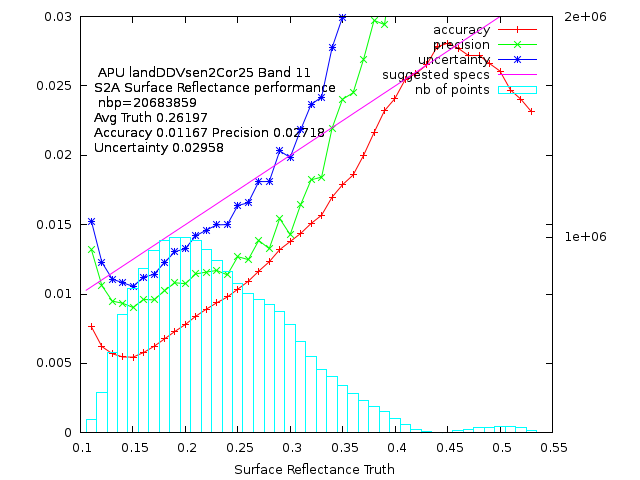 0.03
0.025
0.02
0.015
0.01
0.005
0
2e+06
1e+06
0
accuracy
precision
uncertainty
suggested specs
nb of points
APU landDDVsen2Cor25 Band 11
S2A Surface Reflectance performance
nbp=20683859
Avg Truth 0.26197
Accuracy 0.01167 Precision 0.02718
Uncertainty 0.02958
0.1 0.15 0.2 0.25 0.3 0.35 0.4 0.45 0.5 0.55
Surface Reflectance Truth